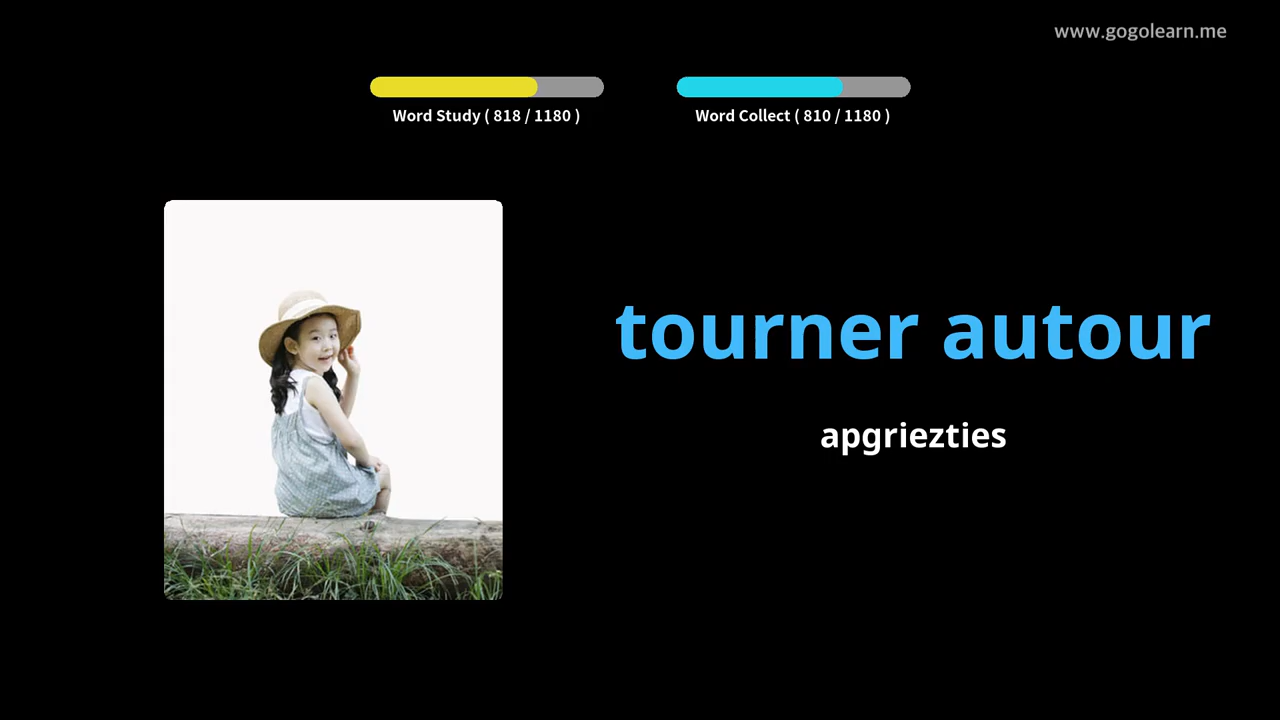 www.gogolearn.me
Word Study ( 818 / 1180 )
Word Collect ( 810 / 1180 )
tourner autour
apgriezties